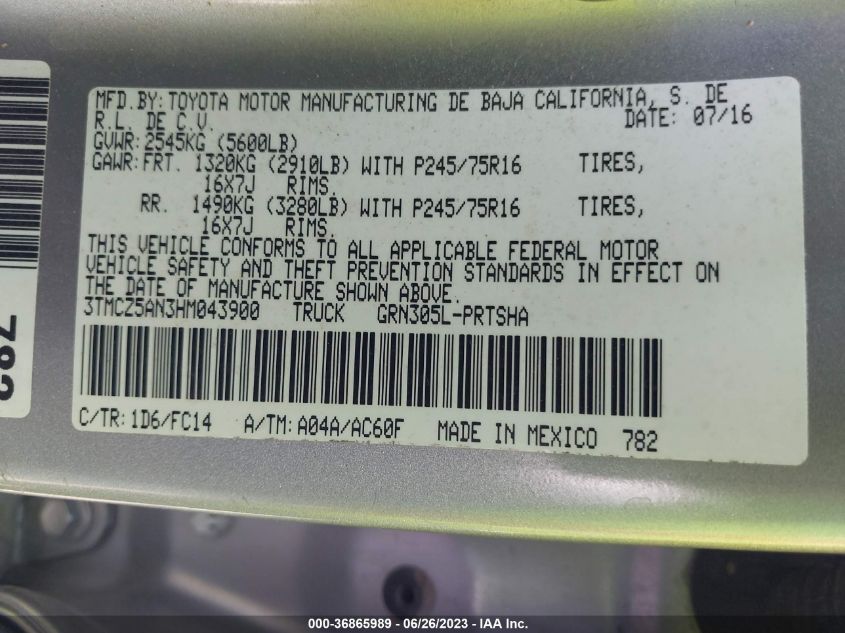 MFD.BY: TOYOTA MOTOR MANUFACTURING DE BAJA CALIFORNIA, S. DE
R.L. DE C.V. DATE: 07/16
GVWR: 2545KG (5600LB)
GAWR: FRT. 1320KG (2910LB) WITH P245/75R16 TIRES,
16X7J RIMS.
RR. 1490KG (3280LB) WITH P245/75R16 TIRES,
16X7J RIMS.
THIS VEHICLE CONFORMS TO ALL APPLICABLE FEDERAL MOTOR
VEHICLE SAFETY AND THEFT PREVENTION STANDARDS IN EFFECT ON
THE DATE OF MANUFACTURE SHOWN ABOVE.
3TMCZ5AN3HM043900 TRUCK GRN305L-PRTSHA
C/TR: 1D6/FC14 A/TM: A04A/AC60F MADE IN MEXICO 782
782
000-36865989 - 06/26/2023 - IAA Inc.